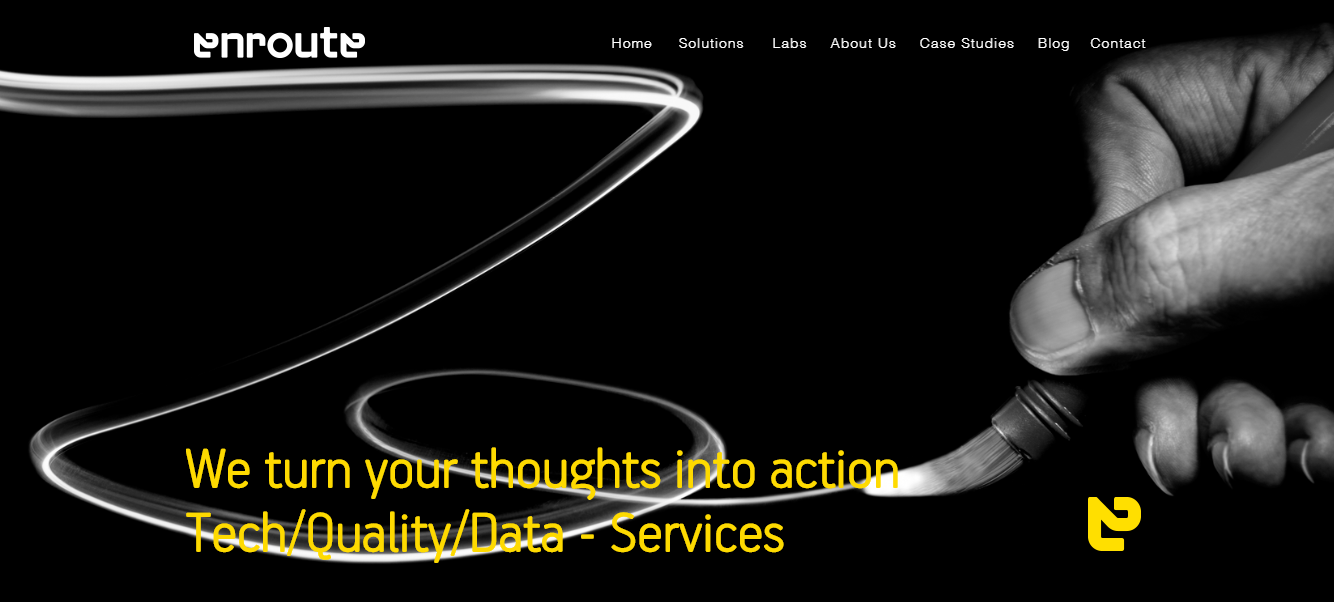 enroute
Home Solutions Labs About Us Case Studies Blog Contact
We turn your thoughts into action
Tech/Quality/Data - Services
e